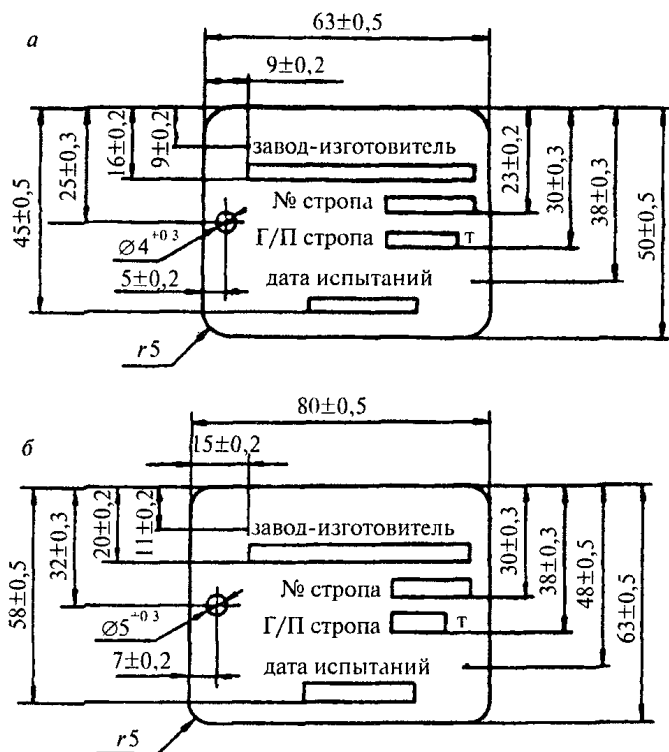 а
63±0,5
9±0,2
45±0,5
25±0,3
16±0,2
9±0,2
завод-изготовитель
№ стропа
Г/П стропа т
дата испытаний
⌀4+0 3
5±0,2
r5
23±0,2
30±0,3
38±0,3
50±0,5
б
80±0,5
15±0,2
58±0,5
32±0,3
20±0,2
11±0,2
завод-изготовитель
№ стропа
Г/П стропа т
дата испытаний
⌀5+0 3
7±0,2
r5
30±0,3
38±0,3
48±0,5
63±0,5